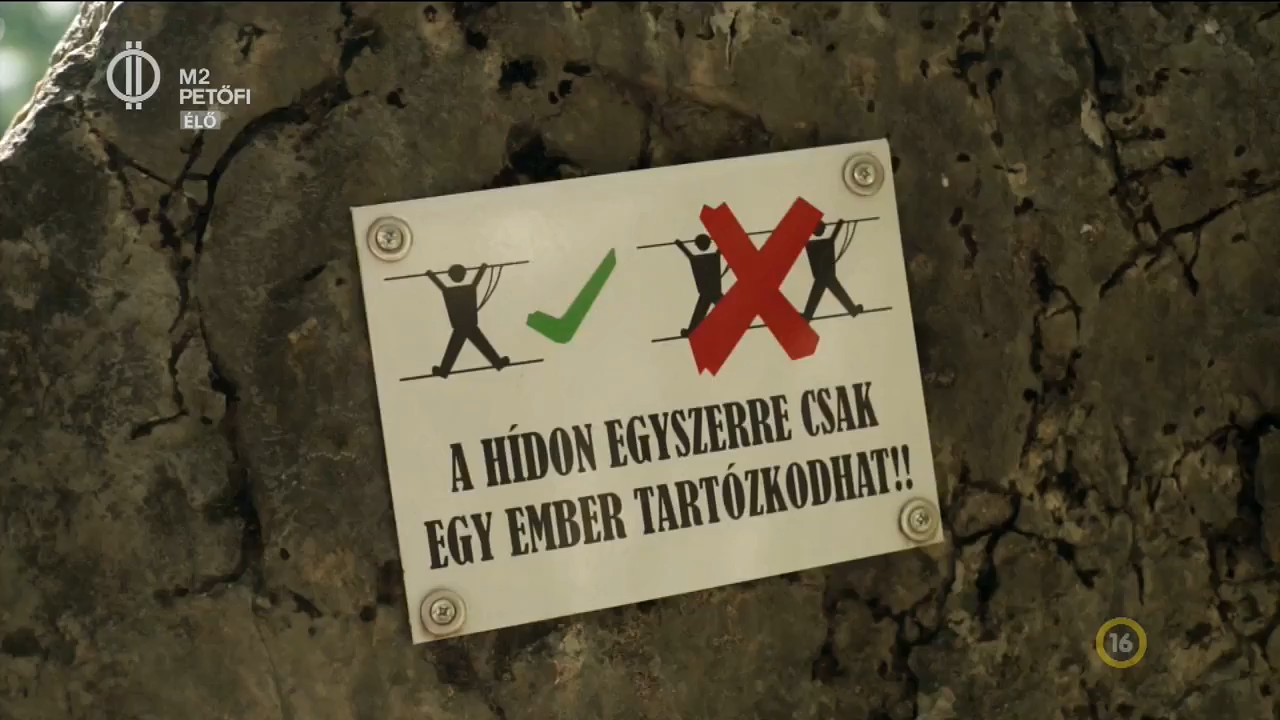 M2
PETŐFI
ÉLŐ
A HÍDON EGYSZERRE CSAK
EGY EMBER TARTÓZKODHAT!!
16